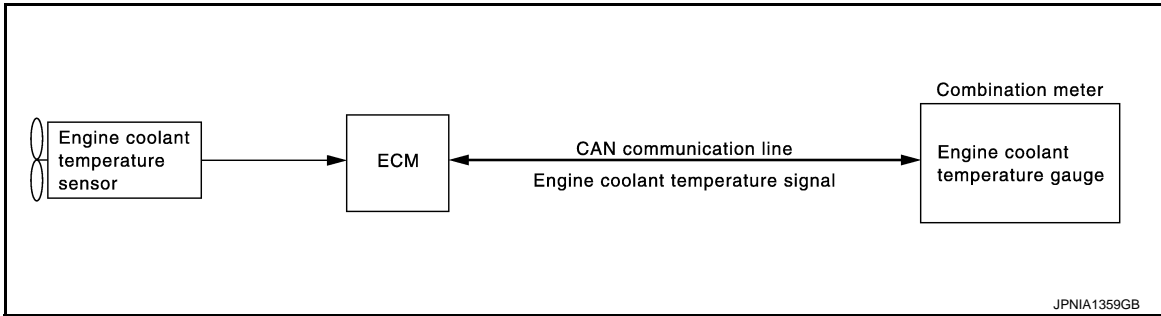 Combination meter
Engine coolant
temperature
sensor
ECM
CAN communication line
Engine coolant temperature signal
Engine coolant
temperature gauge
JPNIA1359GB